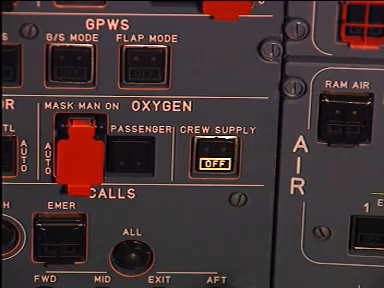 GPWS
G/S MODE FLAP MODE
RAM AIR
MASK MAN ON OXYGEN
AUTO
AUTO
PASSENGER
CREW SUPPLY
OFF
AIR
CALLS
EMER
ALL
1
FWD MID EXIT AFT